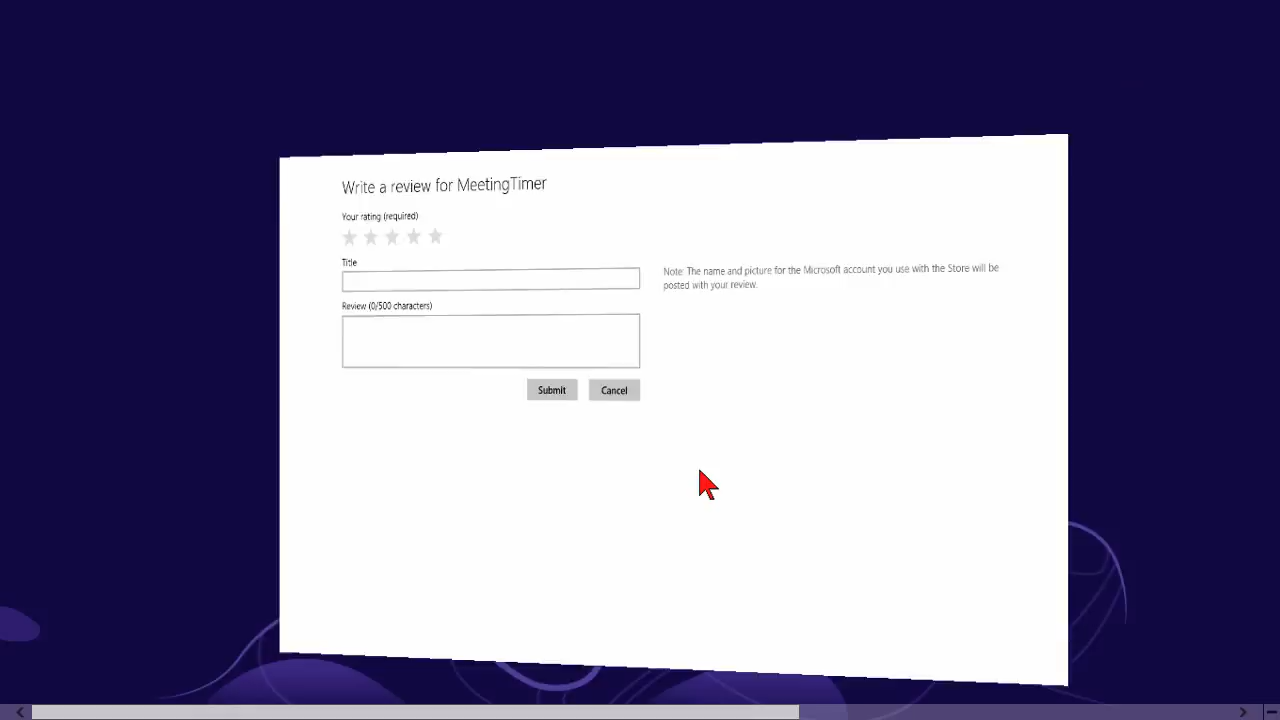 Write a review for MeetingTimer
Your rating (required)
Title
Note: The name and picture for the Microsoft account you use with the Store will be
posted with your review.
Review (0/500 characters)
Submit Cancel